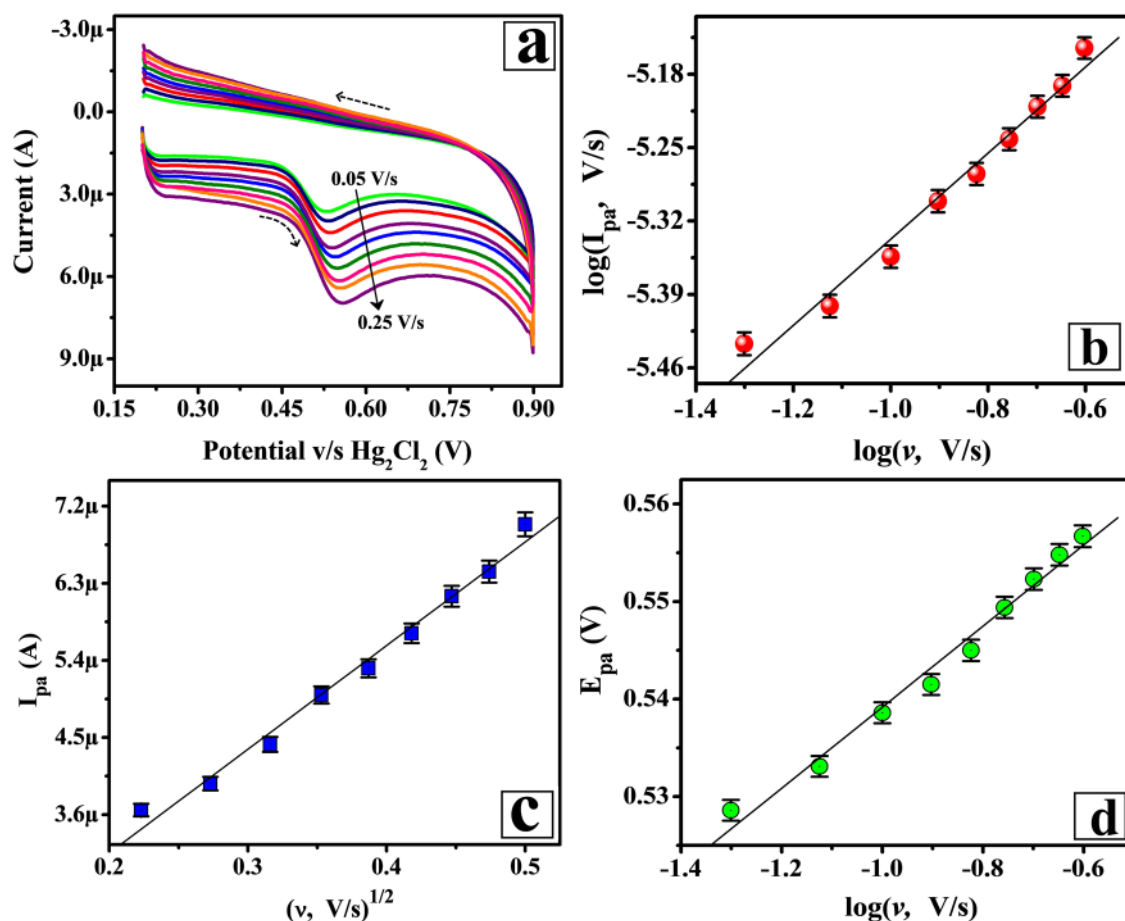 a
-3.0µ
0.0
3.0µ
6.0µ
9.0µ
Current (A)
0.05 V/s
0.25 V/s
0.15 0.30 0.45 0.60 0.75 0.90
Potential v/s Hg2Cl2 (V)
b
-5.18
-5.25
-5.32
-5.39
-5.46
log(Ipa, V/s)
-1.4 -1.2 -1.0 -0.8 -0.6
log(ν, V/s)
c
7.2µ
6.3µ
5.4µ
4.5µ
3.6µ
Ipa (A)
0.2 0.3 0.4 0.5
(ν, V/s)1/2
d
0.56
0.55
0.54
0.53
Epa (V)
-1.4 -1.2 -1.0 -0.8 -0.6
log(ν, V/s)